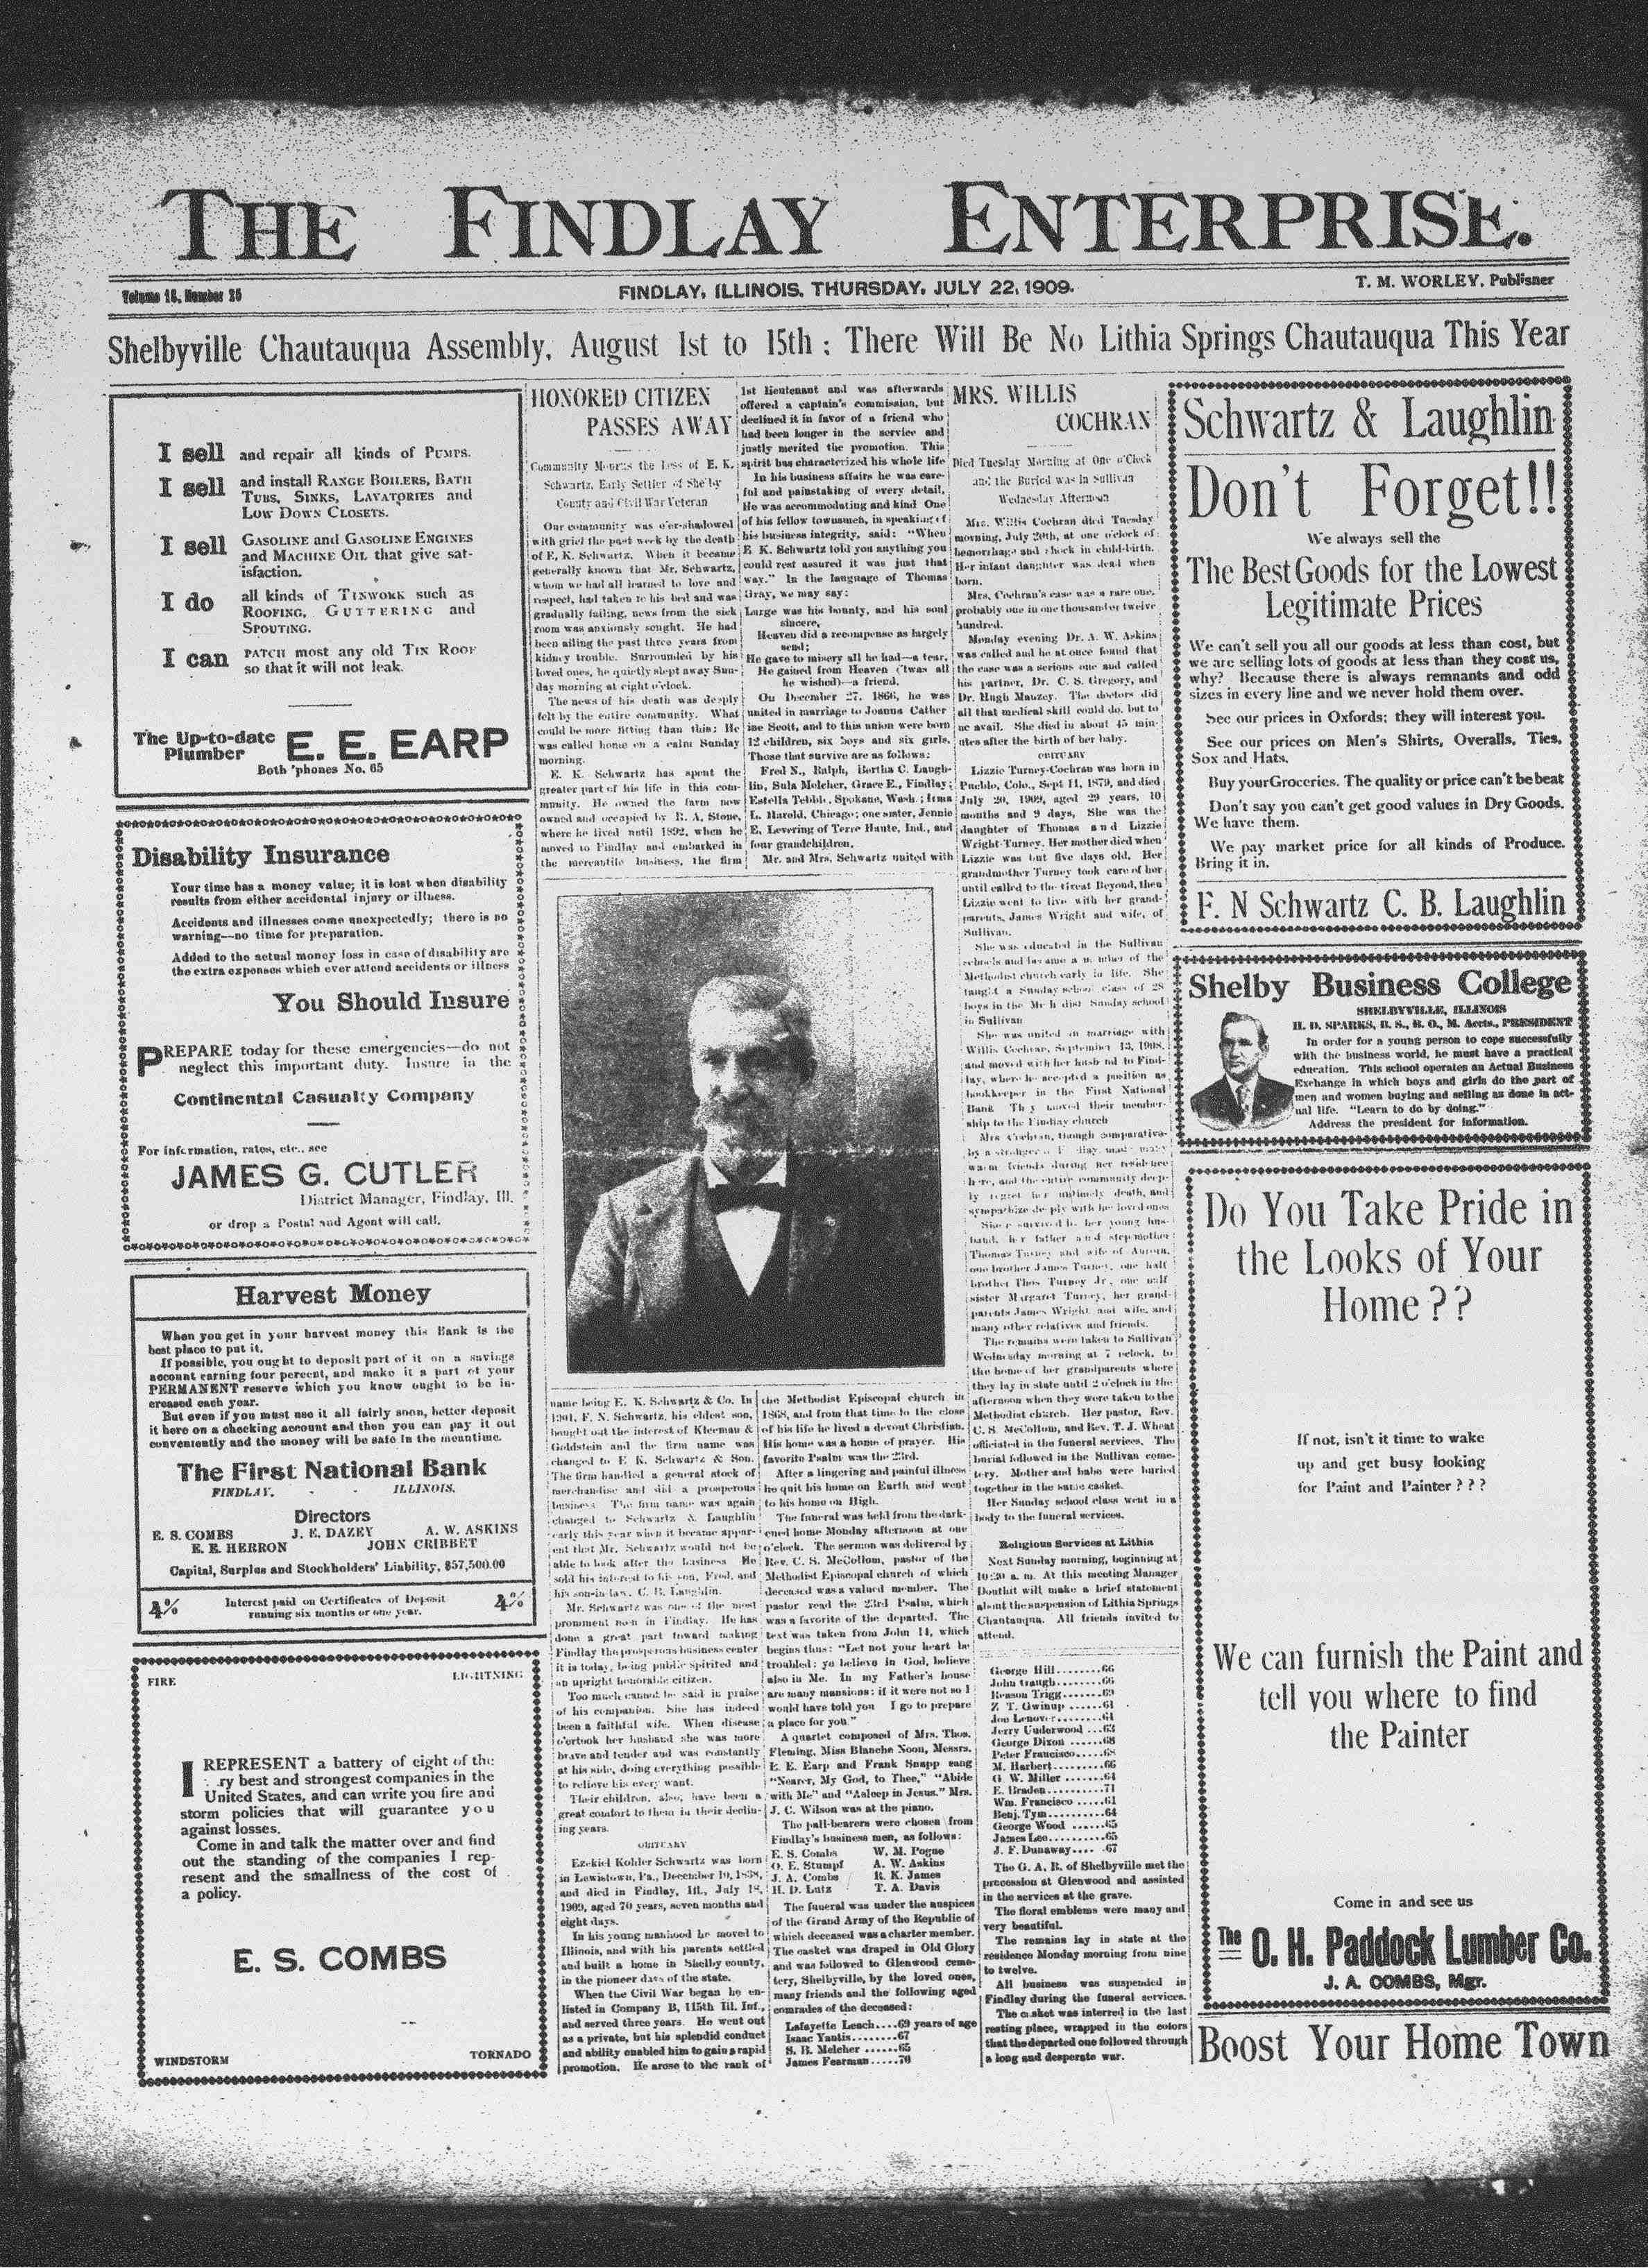 THE FINDLAY ENTERPRISE.
Volume 16, Number 25
FINDLAY, ILLINOIS, THURSDAY, JULY 22, 1909.
T. M. WORLEY, Publisner
Shelbyville Chautauqua Assembly, August 1st to 15th; There Will Be No Lithia Springs Chautauqua This Year
I sell and repair all kinds of PUMPS.
I sell and install RANGE BOILERS, BATH
TUBS, SINKS, LAVATORIES and
LOW DOWN CLOSETS.
I sell GASOLINE and GASOLINE ENGINES
and MACHINE OIL that give sat-
isfaction.
I do all kinds of TINWORK such as
ROOFING, GUTTERING and
SPOUTING.
I can PATCH most any old TIN ROOF
so that it will not leak.
The Up-to-date
Plumber E. E. EARP
Both 'phones No. 65
Disability Insurance
Your time has a money value; it is lost when disability
results from either accidental injury or illness.
Accidents and illnesses come unexpectedly; there is no
warning—no time for preparation.
Added to the actual money loss in case of disability are
the extra expenses which ever attend accidents or illness
You Should Insure
PREPARE today for these emergencies—do not
neglect this important duty. Insure in the
Continental Casualty Company
For information, rates, etc., see
JAMES G. CUTLER
District Manager, Findlay, Ill.
or drop a Postal and Agent will call.
Harvest Money
When you get in your harvest money this Bank is the
best place to put it.
If possible, you ought to deposit part of it on a savings
account earning four percent, and make it a part of your
PERMANENT reserve which you know ought to be in-
creased each year.
But even if you must use it all fairly soon, better deposit
it here on a checking account and then you can pay it out
conveniently and the money will be safe in the meantime.
The First National Bank
FINDLAY, - - ILLINOIS.
Directors
E. S. COMBS J. E. DAZEY A. W. ASKINS
E. E. HERRON JOHN CRIBBET
Capital, Surplus and Stockholders' Liability, $57,500.00
4% Interest paid on Certificates of Deposit
running six months or one year. 4%
FIRE LIGHTNING
I REPRESENT a battery of eight of the
ry best and strongest companies in the
United States, and can write you fire and
storm policies that will guarantee you
against losses.
Come in and talk the matter over and find
out the standing of the companies I rep-
resent and the smallness of the cost of
a policy.
E. S. COMBS
WINDSTORM TORNADO
HONORED CITIZEN
PASSES AWAY
Community Mourns the Loss of E. K.
Schwartz, Early Settler of Shelby
County and Civil War Veteran
Our community was o'er-shadowed
with grief the past week by the death
of E. K. Schwartz. When it became
generally known that Mr. Schwartz,
whom we had all learned to love and
respect, had taken to his bed and was
gradually failing, news from the sick
room was anxiously sought. He had
been ailing the past three years from
kidney trouble. Surrounded by his
loved ones, he quietly slept away Sun-
day morning at eight o'clock.
The news of his death was deeply
felt by the entire community. What
could be more fitting than this: He
was called home on a calm Sunday
morning.
E. K. Schwartz has spent the
greater part of his life in this com-
munity. He owned the farm now
owned and occupied by R. A. Stone,
where he lived until 1892, when he
moved to Findlay and embarked in
the mercantile business, the firm
name being E. K. Schwartz & Co. In
1901, F. N. Schwartz, his eldest son,
bought out the interest of Kleeman &
Goldstein and the firm name was
changed to E. K. Schwartz & Son.
The firm handled a general stock of
merchandise and did a prosperous
business. The firm name was again
changed to Schwartz & Laughlin
early this year when it became appar-
ent that Mr. Schwartz would not be
able to look after the business. He
sold his interest to his son, Fred, and
his son-in-law, C. B. Laughlin.
Mr. Schwartz was one of the most
prominent men in Findlay. He has
done a great part toward making
Findlay the prosperous business center
it is today, being public spirited and
an upright honorable citizen.
Too much cannot be said in praise
of his companion. She has indeed
been a faithful wife. When disease
o'ertook her husband she was more
brave and tender and was constantly
at his side, doing everything possible
to relieve his every want.
Their children, also, have been a
great comfort to them in their declin-
ing years.
OBITUARY
Ezekiel Kohler Schwartz was born
in Lewistown, Pa., December 10, 1838,
and died in Findlay, Ill., July 18,
1909, aged 70 years, seven months and
eight days.
In his young manhood he moved to
Illinois, and with his parents settled
and built a home in Shelby county,
in the pioneer days of the state.
When the Civil War began he en-
listed in Company B, 115th Ill. Inf.,
and served three years. He went out
as a private, but his splendid conduct
and ability enabled him to gain a rapid
promotion. He arose to the rank of
1st lieutenant and was afterwards
offered a captain's commission, but
declined it in favor of a friend who
had been longer in the service and
justly merited the promotion. This
spirit has characterized his whole life
In his business affairs he was care-
ful and painstaking of every detail.
He was accommodating and kind One
of his fellow townsmen, in speaking of
his business integrity, said: "When
E. K. Schwartz told you anything you
could rest assured it was just that
way." In the language of Thomas
Gray, we may say:
Large was his bounty, and his soul
sincere,
Heaven did a recompense as largely
send;
He gave to misery all he had—a tear,
He gained from Heaven ('twas all
he wished)—a friend.
On December 27, 1866, he was
united in marriage to Joanna Cather
ine Scott, and to this union were born
12 children, six boys and six girls.
Those that survive are as follows:
Fred N., Ralph, Bertha C. Laugh-
lin, Sula Melcher, Grace E., Findlay;
Estella Tebbb, Spokane, Wash.; Irma
L. Harold, Chicago; one sister, Jennie
E. Levering of Terre Haute, Ind., and
four grandchildren.
Mr. and Mrs. Schwartz united with
the Methodist Episcopal church in
1868, and from that time to the close
of his life he lived a devout Christian.
His home was a home of prayer. His
favorite Psalm was the 23rd.
After a lingering and painful illness
he quit his home on Earth and went
to his home on High.
The funeral was held from the dark-
ened home Monday afternoon at one
o'clock. The sermon was delivered by
Rev. C. S. McCollom, pastor of the
Methodist Episcopal church of which
deceased was a valued member. The
pastor read the 23rd Psalm, which
was a favorite of the departed. The
text was taken from John 14, which
begins thus: "Let not your heart be
troubled: ye believe in God, believe
also in Me. In my Father's house
are many mansions: if it were not so I
would have told you I go to prepare
a place for you."
A quartet composed of Mrs. Thos.
Fleming, Miss Blanche Noon, Messrs.
E. E. Earp and Frank Snapp sang
"Nearer, My God, to Thee," "Abide
with Me" and "Asleep in Jesus." Mrs.
J. C. Wilson was at the piano.
The pall-bearers were chosen from
Findlay's business men, as follows:
E. S. Combs W. M. Pogue
O. E. Stumpf A. W. Askins
J. A. Combs R. K. James
H. D. Lutz T. A. Davis
The funeral was under the auspices
of the Grand Army of the Republic of
which deceased was a charter member.
The casket was draped in Old Glory
and was followed to Glenwood ceme-
tery, Shelbyville, by the loved ones,
many friends and the following aged
comrades of the deceased:
Lafayette Leach....69 years of age
Isaac Yantis........67
S. B. Melcher ......65
James Fearman.....70
MRS. WILLIS
COCHRAN
Died Tuesday Morning at One o'Clock
and the Buried was in Sullivan
Wednesday Afternoon
Mrs. Willis Cochran died Tuesday
morning, July 20th, at one o'clock of
hemorrhage and shock in child-birth.
Her infant daughter was dead when
born.
Mrs. Cochran's case was a rare one,
probably one in one thousand or twelve
hundred.
Monday evening Dr. A. W. Askins
was called and he at once found that
the case was a serious one and called
his partner, Dr. C. S. Gregory, and
Dr. Hugh Mauzey. The doctors did
all that medical skill could do, but to
no avail. She died in about 45 min-
utes after the birth of her baby.
OBITUARY
Lizzie Turney-Cochran was born in
Pueblo, Colo., Sept 11, 1879, and died
July 20, 1909, aged 29 years, 10
months and 9 days, She was the
daughter of Thomas and Lizzie
Wright-Turney. Her mother died when
Lizzie was but five days old. Her
grandmother Turney took care of her
until called to the Great Beyond, then
Lizzie went to live with her grand-
parents, James Wright and wife, of
Sullivan.
She was educated in the Sullivan
schools and became a member of the
Methodist church early in life. She
taught a Sunday school class of 28
boys in the Methodist Sunday school
in Sullivan
She was united in marriage with
Willis Cochran, September 13, 1908,
and moved with her husband to Find-
lay, where he accepted a position as
bookkeeper in the First National
Bank They moved their member-
ship to the Findlay church
Mrs Cochran, though comparative-
ly a stranger made many
warm friends during her residence
here, and the entire community deep-
ly regret her untimely death, and
sympathize deeply with he loved ones
She survived by her young hus-
band, her father and stepmother
Thomas Turney and wife of Aurora,
one brother James Turney, one half
brother Thos Turney Jr, one half
sister Margaret Turney, her grand-
parents James Wright and wife, and
many other relatives and friends.
The remains were taken to Sullivan
Wednesday morning at 7 o'clock, to
the home of her grandparents where
they lay in state until 2 o'clock in the
afternoon when they were taken to the
Methodist church. Her pastor, Rev.
C. S. McCollom, and Rev. T. J. Wheat
officiated in the funeral services. The
burial followed in the Sullivan ceme-
tery. Mother and babe were buried
together in the same casket.
Her Sunday school class went in a
body to the funeral services.
Religious Services at Lithia
Next Sunday morning, beginning at
10:30 a. m. At this meeting Manager
Douthit will make a brief statement
about the suspension of Lithia Springs
Chautauqua. All friends invited to
attend.
George Hill........66
John Graugh........66
Reason Trigg.......69
Z. T. Gwinup ......61
Joe Lenover........61
Jerry Underwood ...63
George Dixon ......68
Peter Francisco.....68
M. Harbert.........66
G. W. Miller .......64
E. Braden..........71
Wm. Francisco .....61
Benj. Tym..........64
George Wood ......65
James Lee..........65
J. F. Dunaway.... .67
The G. A. R. of Shelbyville met the
procession at Glenwood and assisted
in the services at the grave.
The floral emblems were many and
very beautiful.
The remains lay in state at the
residence Monday morning from nine
to twelve.
All business was suspended in
Findlay during the funeral services.
The casket was interred in the last
resting place, wrapped in the colors
that the departed one followed through
a long and desperate war.
Schwartz & Laughlin
Don't Forget!!
We always sell the
The Best Goods for the Lowest
Legitimate Prices
We can't sell you all our goods at less than cost, but
we are selling lots of goods at less than they cost us,
why? Because there is always remnants and odd
sizes in every line and we never hold them over.
See our prices in Oxfords; they will interest you.
See our prices on Men's Shirts, Overalls, Ties,
Sox and Hats.
Buy your Groceries. The quality or price can't be beat
Don't say you can't get good values in Dry Goods.
We have them.
We pay market price for all kinds of Produce.
Bring it in.
F. N Schwartz C. B. Laughlin
Shelby Business College
SHELBYVILLE, ILLINOIS
H. D. SPARKS, B. S., B. O., M. Accts., PRESIDENT
In order for a young person to cope successfully
with the business world, he must have a practical
education. This school operates an Actual Business
Exchange in which boys and girls do the part of
men and women buying and selling as done in act-
ual life. "Learn to do by doing."
Address the president for information.
Do You Take Pride in
the Looks of Your
Home??
If not, isn't it time to wake
up and get busy looking
for Paint and Painter???
We can furnish the Paint and
tell you where to find
the Painter
Come in and see us
The O. H. Paddock Lumber Co.
J. A. COMBS, Mgr.
Boost Your Home Town